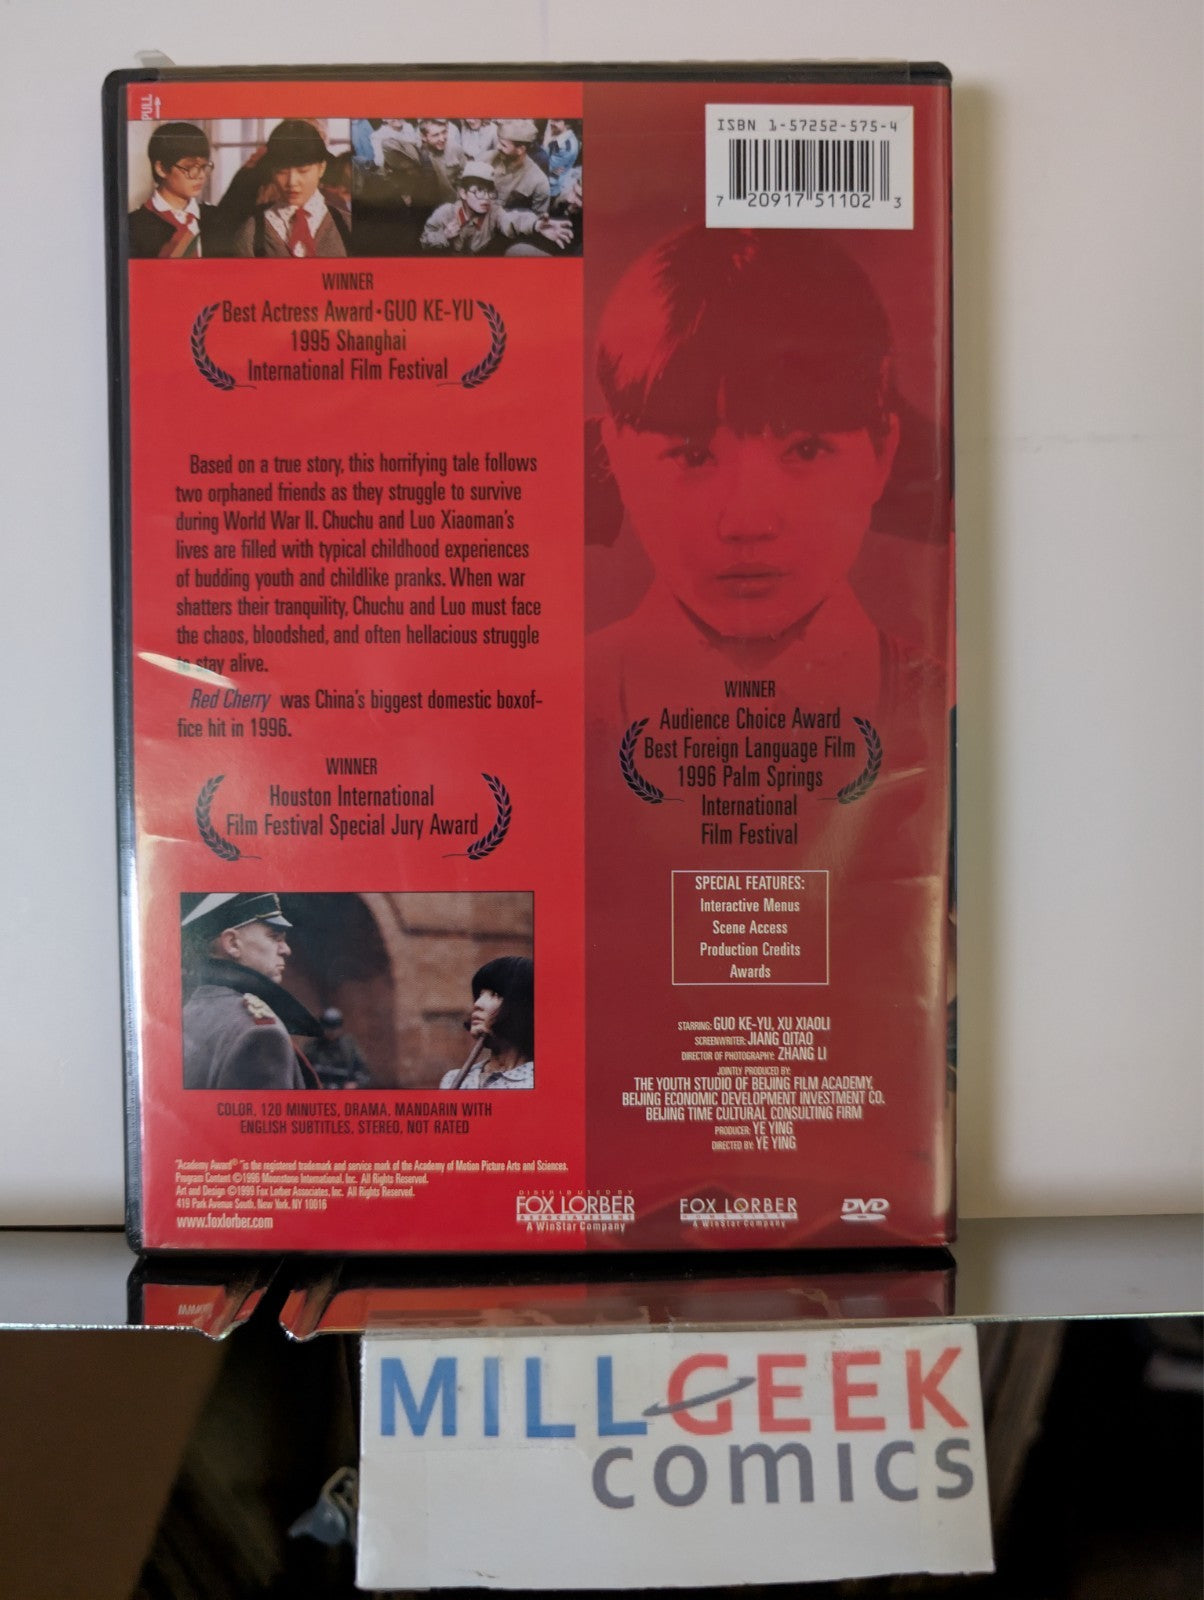 PULL
WINNER
Best Actress Award • GUO KE-YU
1995 Shanghai
International Film Festival
Based on a true story, this horrifying tale follows
two orphaned friends as they struggle to survive
during World War II. Chuchu and Luo Xiaoman's
lives are filled with typical childhood experiences
of budding youth and childlike pranks. When war
shatters their tranquility, Chuchu and Luo must face
the chaos, bloodshed, and often hellacious struggle
to stay alive.
Red Cherry was China's biggest domestic boxof-
fice hit in 1996.
WINNER
Houston International
Film Festival Special Jury Award
COLOR, 120 MINUTES, DRAMA, MANDARIN WITH
ENGLISH SUBTITLES, STEREO, NOT RATED
"Academy Award® "is the registered trademark and service mark of the Academy of Motion Picture Arts and Sciences.
Program Content ©1996 Moonstone International, Inc. All Rights Reserved.
Art and Design ©1999 Fox Lorber Associates, Inc. All Rights Reserved.
419 Park Avenue South, New York, NY 10016
www.foxlorber.com
ISBN 1-57252-575-4
7 20917 51102 3
WINNER
Audience Choice Award
Best Foreign Language Film
1996 Palm Springs
International
Film Festival
SPECIAL FEATURES:
Interactive Menus
Scene Access
Production Credits
Awards
STARRING: GUO KE-YU, XU XIAOLI
SCREENWRITER: JIANG QITAO
DIRECTOR OF PHOTOGRAPHY: ZHANG LI
JOINTLY PRODUCED BY:
THE YOUTH STUDIO OF BEIJING FILM ACADEMY,
BEIJING ECONOMIC DEVELOPMENT INVESTMENT CO.
BEIJING TIME CULTURAL CONSULTING FIRM
PRODUCER: YE YING
DIRECTED BY: YE YING
DISTRIBUTED BY
FOX LORBER
ASSOCIATES INC
A WinStar Company
FOX LORBER
HOME VIDEO
A WinStar Company
DVD
MILLGEEK
comics